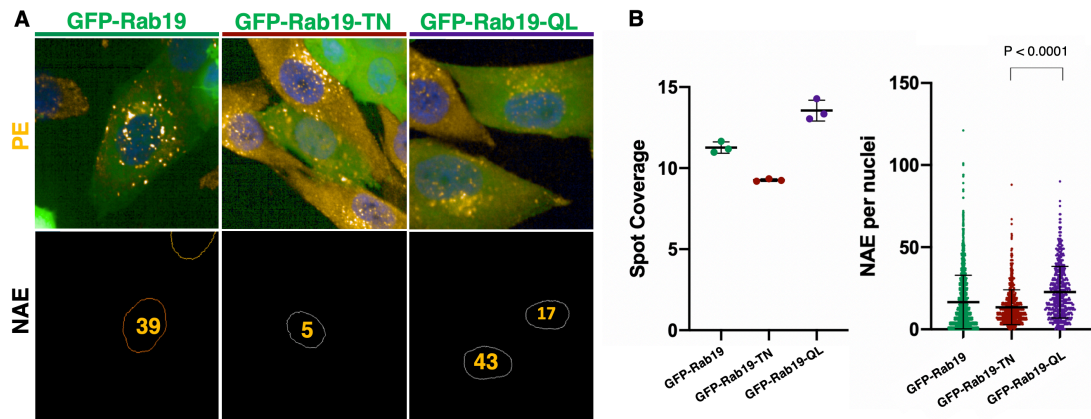 A
GFP-Rab19
GFP-Rab19-TN
GFP-Rab19-QL
PE
NAE
39
5
17
43
B
Spot Coverage
15
10
5
0
GFP-Rab19
GFP-Rab19-TN
GFP-Rab19-QL
P < 0.0001
NAE per nuclei
150
100
50
0
GFP-Rab19
GFP-Rab19-TN
GFP-Rab19-QL